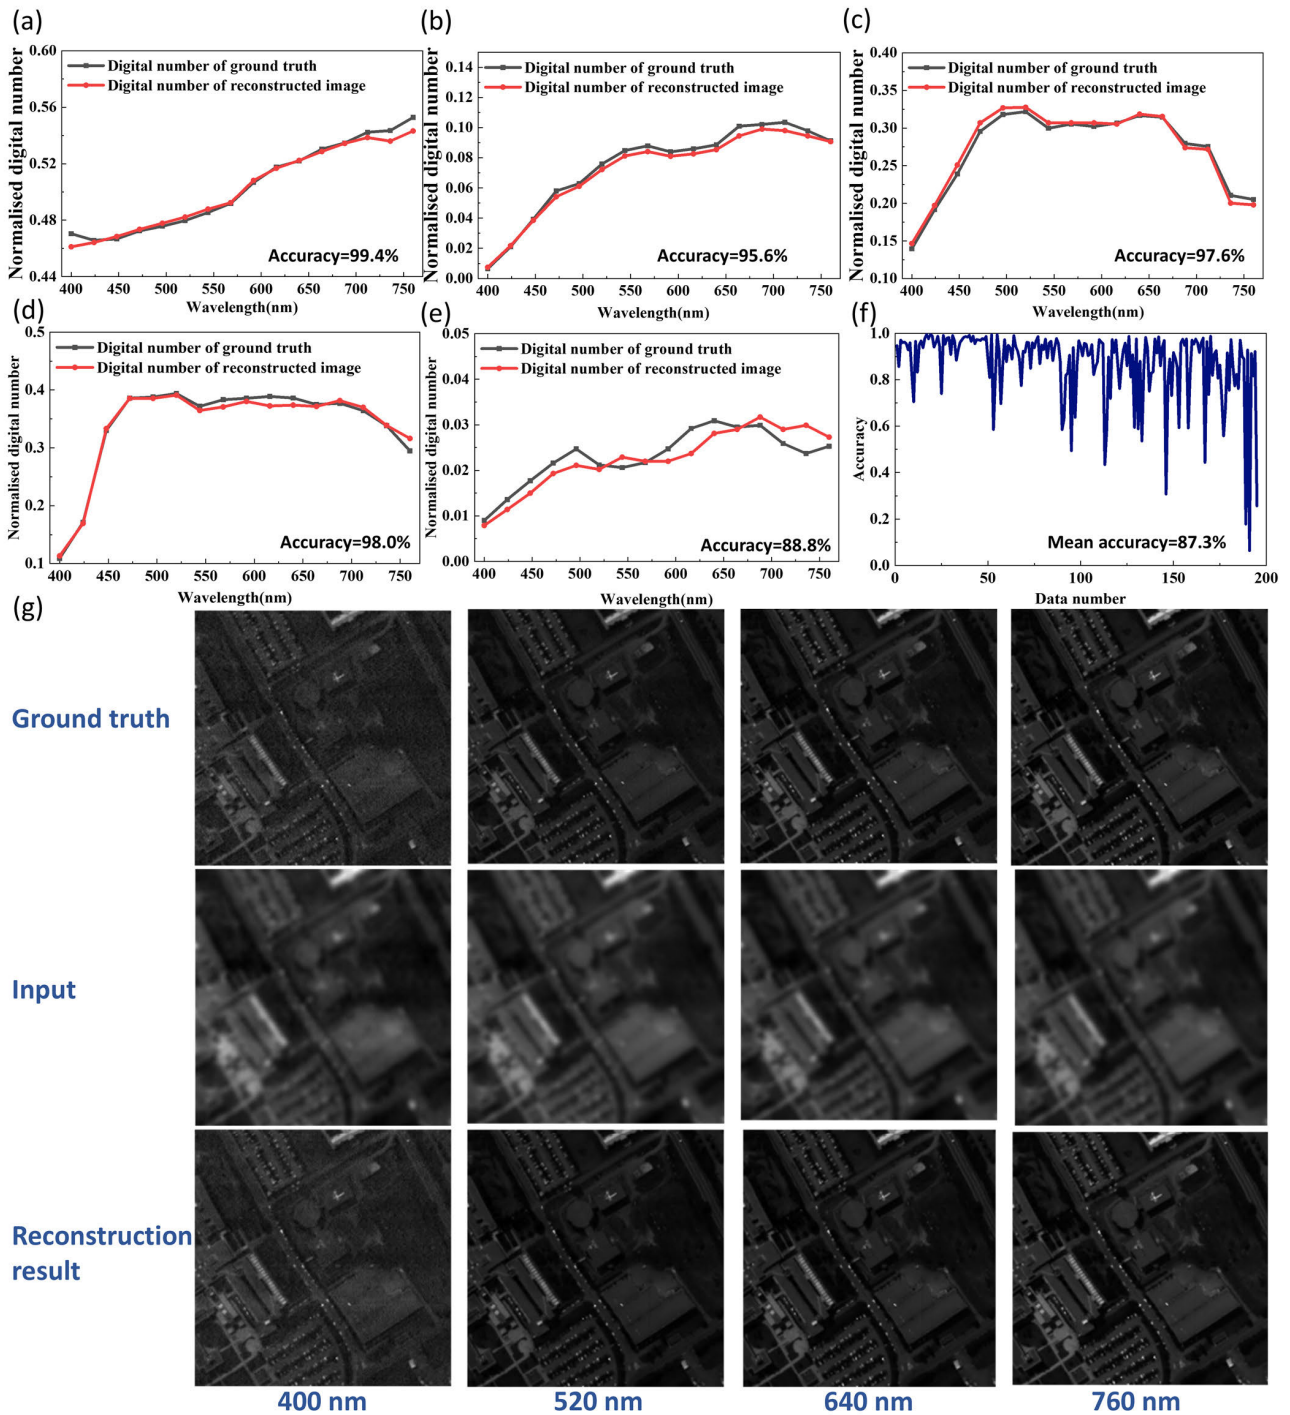 (a)
Normalised digital number
0.60
0.56
0.52
0.48
0.44
Digital number of ground truth
Digital number of reconstructed image
Accuracy=99.4%
400 450 500 550 600 650 700 750
Wavelength(nm)
(b)
Normalised digital number
0.14
0.12
0.10
0.08
0.06
0.04
0.02
0.00
Digital number of ground truth
Digital number of reconstructed image
Accuracy=95.6%
400 450 500 550 600 650 700 750
Wavelength(nm)
(c)
Normalised digital number
0.40
0.35
0.30
0.25
0.20
0.15
0.10
Digital number of ground truth
Digital number of reconstructed image
Accuracy=97.6%
400 450 500 550 600 650 700 750
Wavelength(nm)
(d)
Normalised digital number
0.5
0.4
0.3
0.2
0.1
Digital number of ground truth
Digital number of reconstructed image
Accuracy=98.0%
400 450 500 550 600 650 700 750
Wavelength(nm)
(e)
Normalised digital number
0.05
0.04
0.03
0.02
0.01
0.00
Digital number of ground truth
Digital number of reconstructed image
Accuracy=88.8%
400 450 500 550 600 650 700 750
Wavelength(nm)
(f)
Accuracy
1.0
0.8
0.6
0.4
0.2
0.0
Mean accuracy=87.3%
0 50 100 150 200
Data number
(g)
Ground truth
Input
Reconstruction
result
400 nm 520 nm 640 nm 760 nm